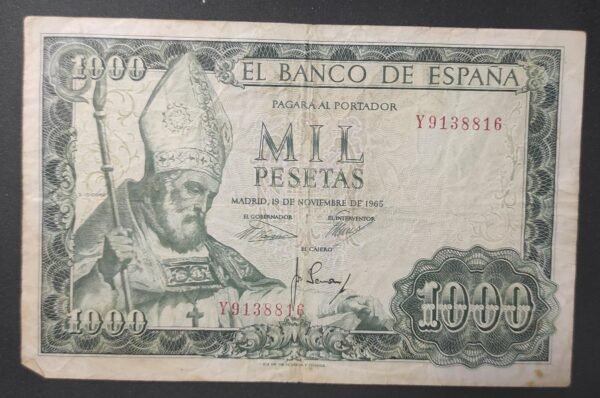 1000
EL BANCO DE ESPAÑA
PAGARA AL PORTADOR
Y9138816
MIL
PESETAS
MADRID, 19 DE NOVIEMBRE DE 1965
EL GOBERNADOR
EL INTERVENTOR
EL CAJERO
Y9138816
1000
1000